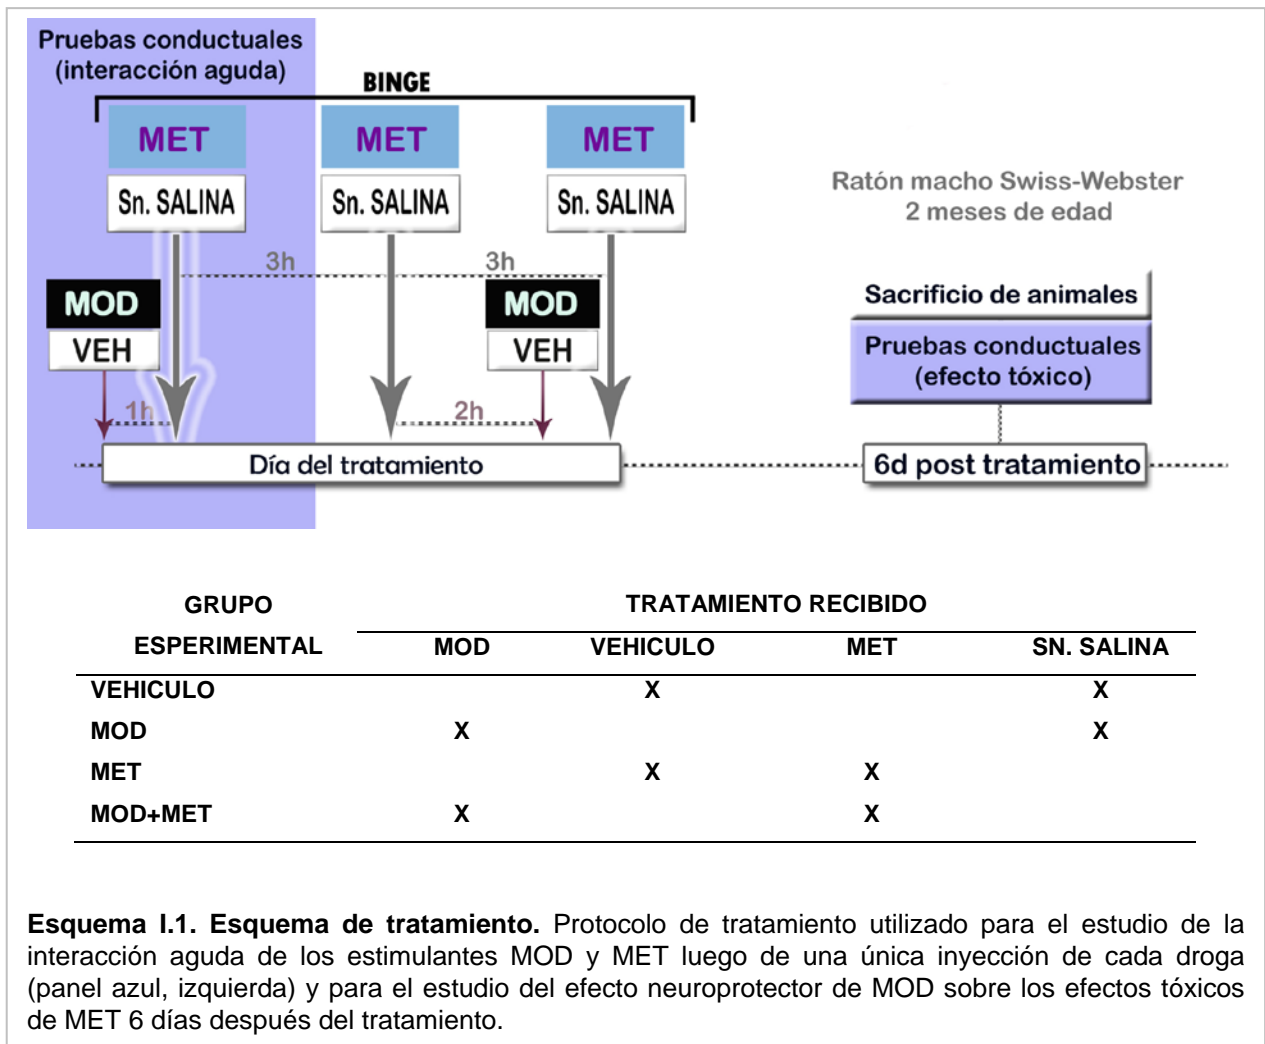 Pruebas conductuales
(interacción aguda)
BINGE
MET
MET
MET
Sn. SALINA
Sn. SALINA
Sn. SALINA
Ratón macho Swiss-Webster
2 meses de edad
3h
3h
MOD
VEH
MOD
VEH
Sacrificio de animales
Pruebas conductuales
(efecto tóxico)
1h
2h
Día del tratamiento
6d post tratamiento
GRUPO
ESPERIMENTAL
TRATAMIENTO RECIBIDO
MOD VEHICULO MET SN. SALINA
VEHICULO X X
MOD X X
MET X X
MOD+MET X X
Esquema I.1. Esquema de tratamiento. Protocolo de tratamiento utilizado para el estudio de la
interacción aguda de los estimulantes MOD y MET luego de una única inyección de cada droga
(panel azul, izquierda) y para el estudio del efecto neuroprotector de MOD sobre los efectos tóxicos
de MET 6 días después del tratamiento.